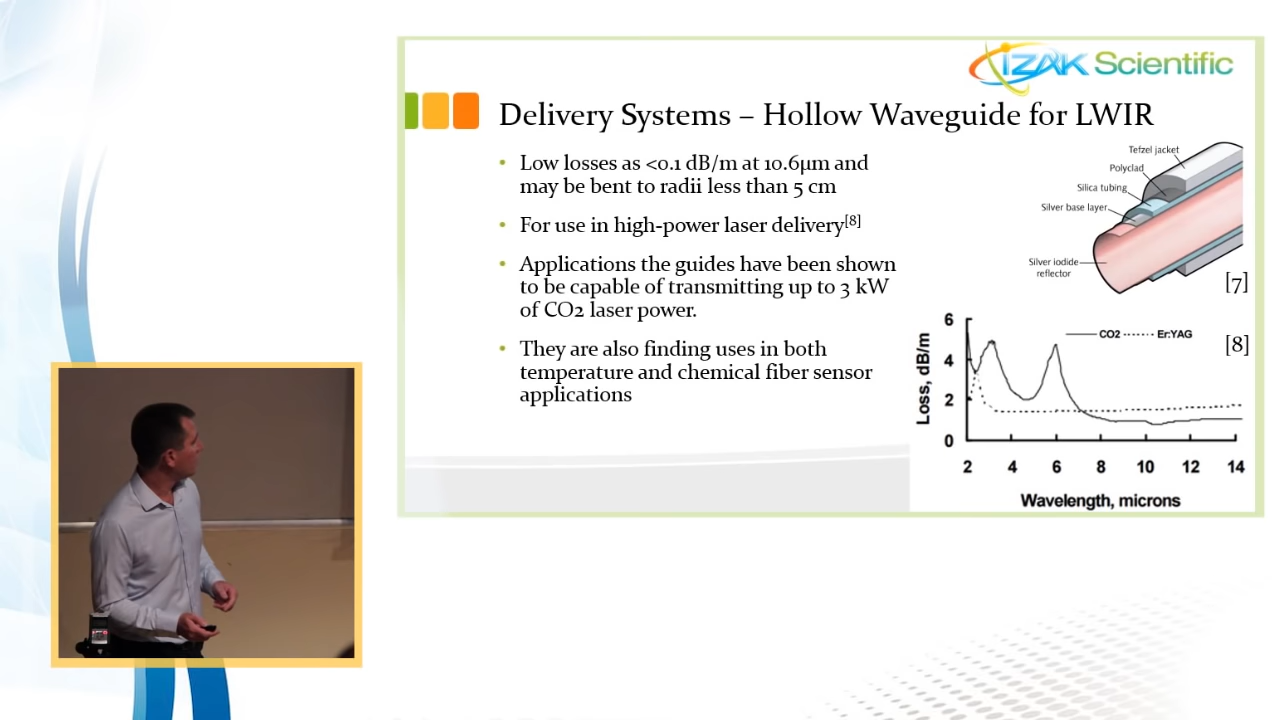 IZAK Scientific
Delivery Systems – Hollow Waveguide for LWIR
• Low losses as <0.1 dB/m at 10.6µm and
may be bent to radii less than 5 cm
• For use in high-power laser delivery[8]
• Applications the guides have been shown
to be capable of transmitting up to 3 kW
of CO2 laser power.
• They are also finding uses in both
temperature and chemical fiber sensor
applications
Tefzel jacket
Polyclad
Silica tubing
Silver base layer
Silver iodide
reflector
[7]
CO2 Er:YAG
[8]
Loss, dB/m
6
4
2
0
2 4 6 8 10 12 14
Wavelength, microns